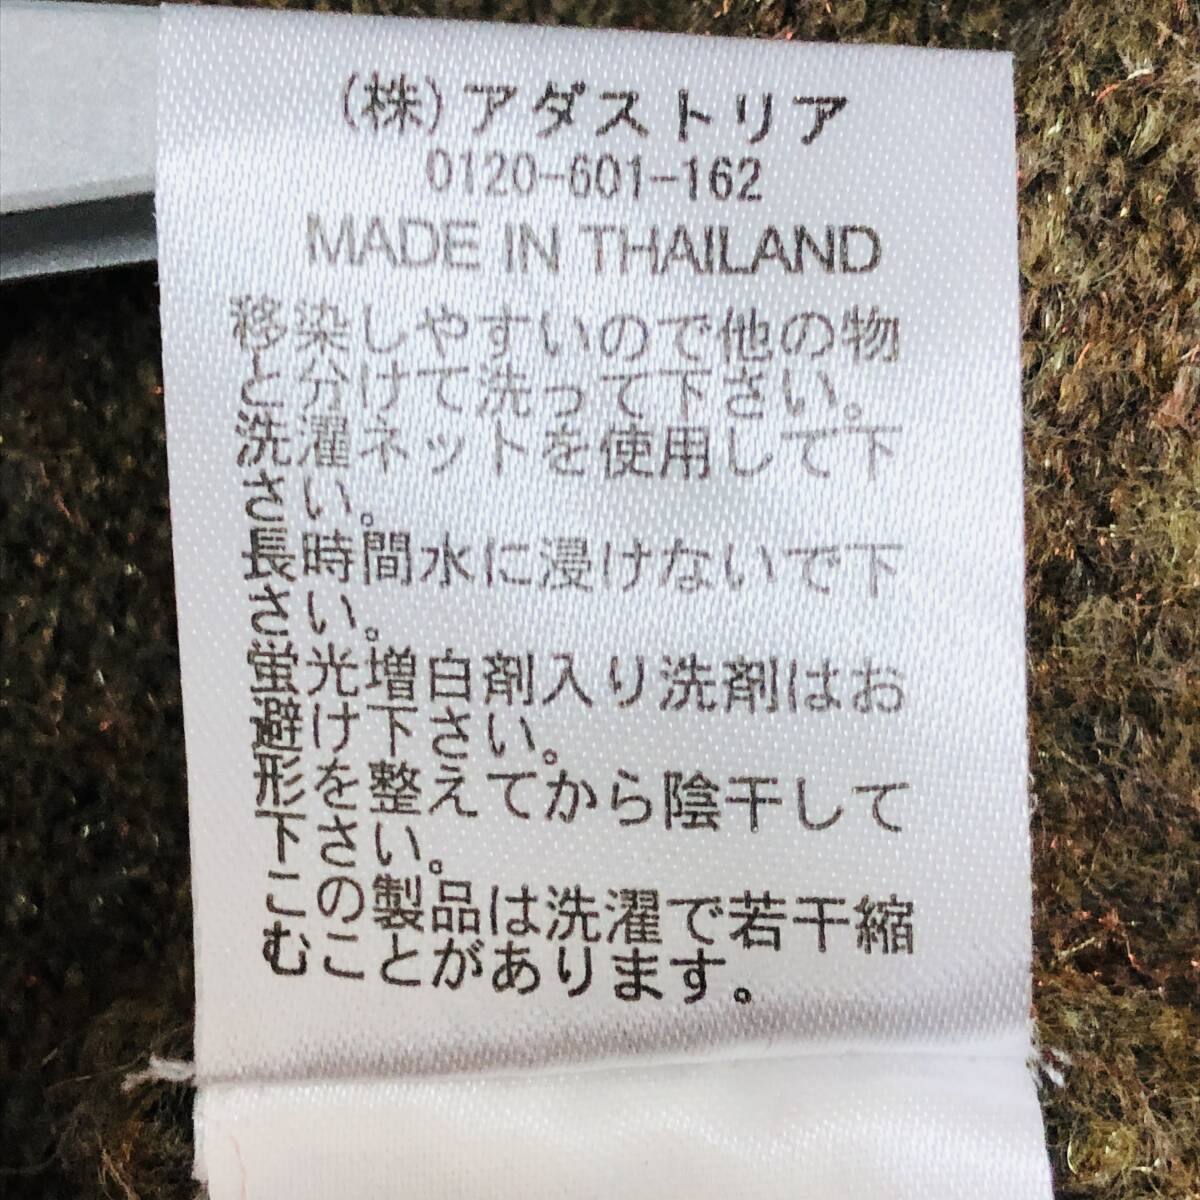 (株)アダストリア
0120-601-162
MADE IN THAILAND
移染しやすいので他の物
と分けて洗って下さい。
洗濯ネットを使用して下
さい。
長時間水に浸けないで下
さい。
蛍光増白剤入り洗剤はお
避け下さい。
形を整えてから陰干して
下さい。
この製品は洗濯で若干縮
むことがあります。